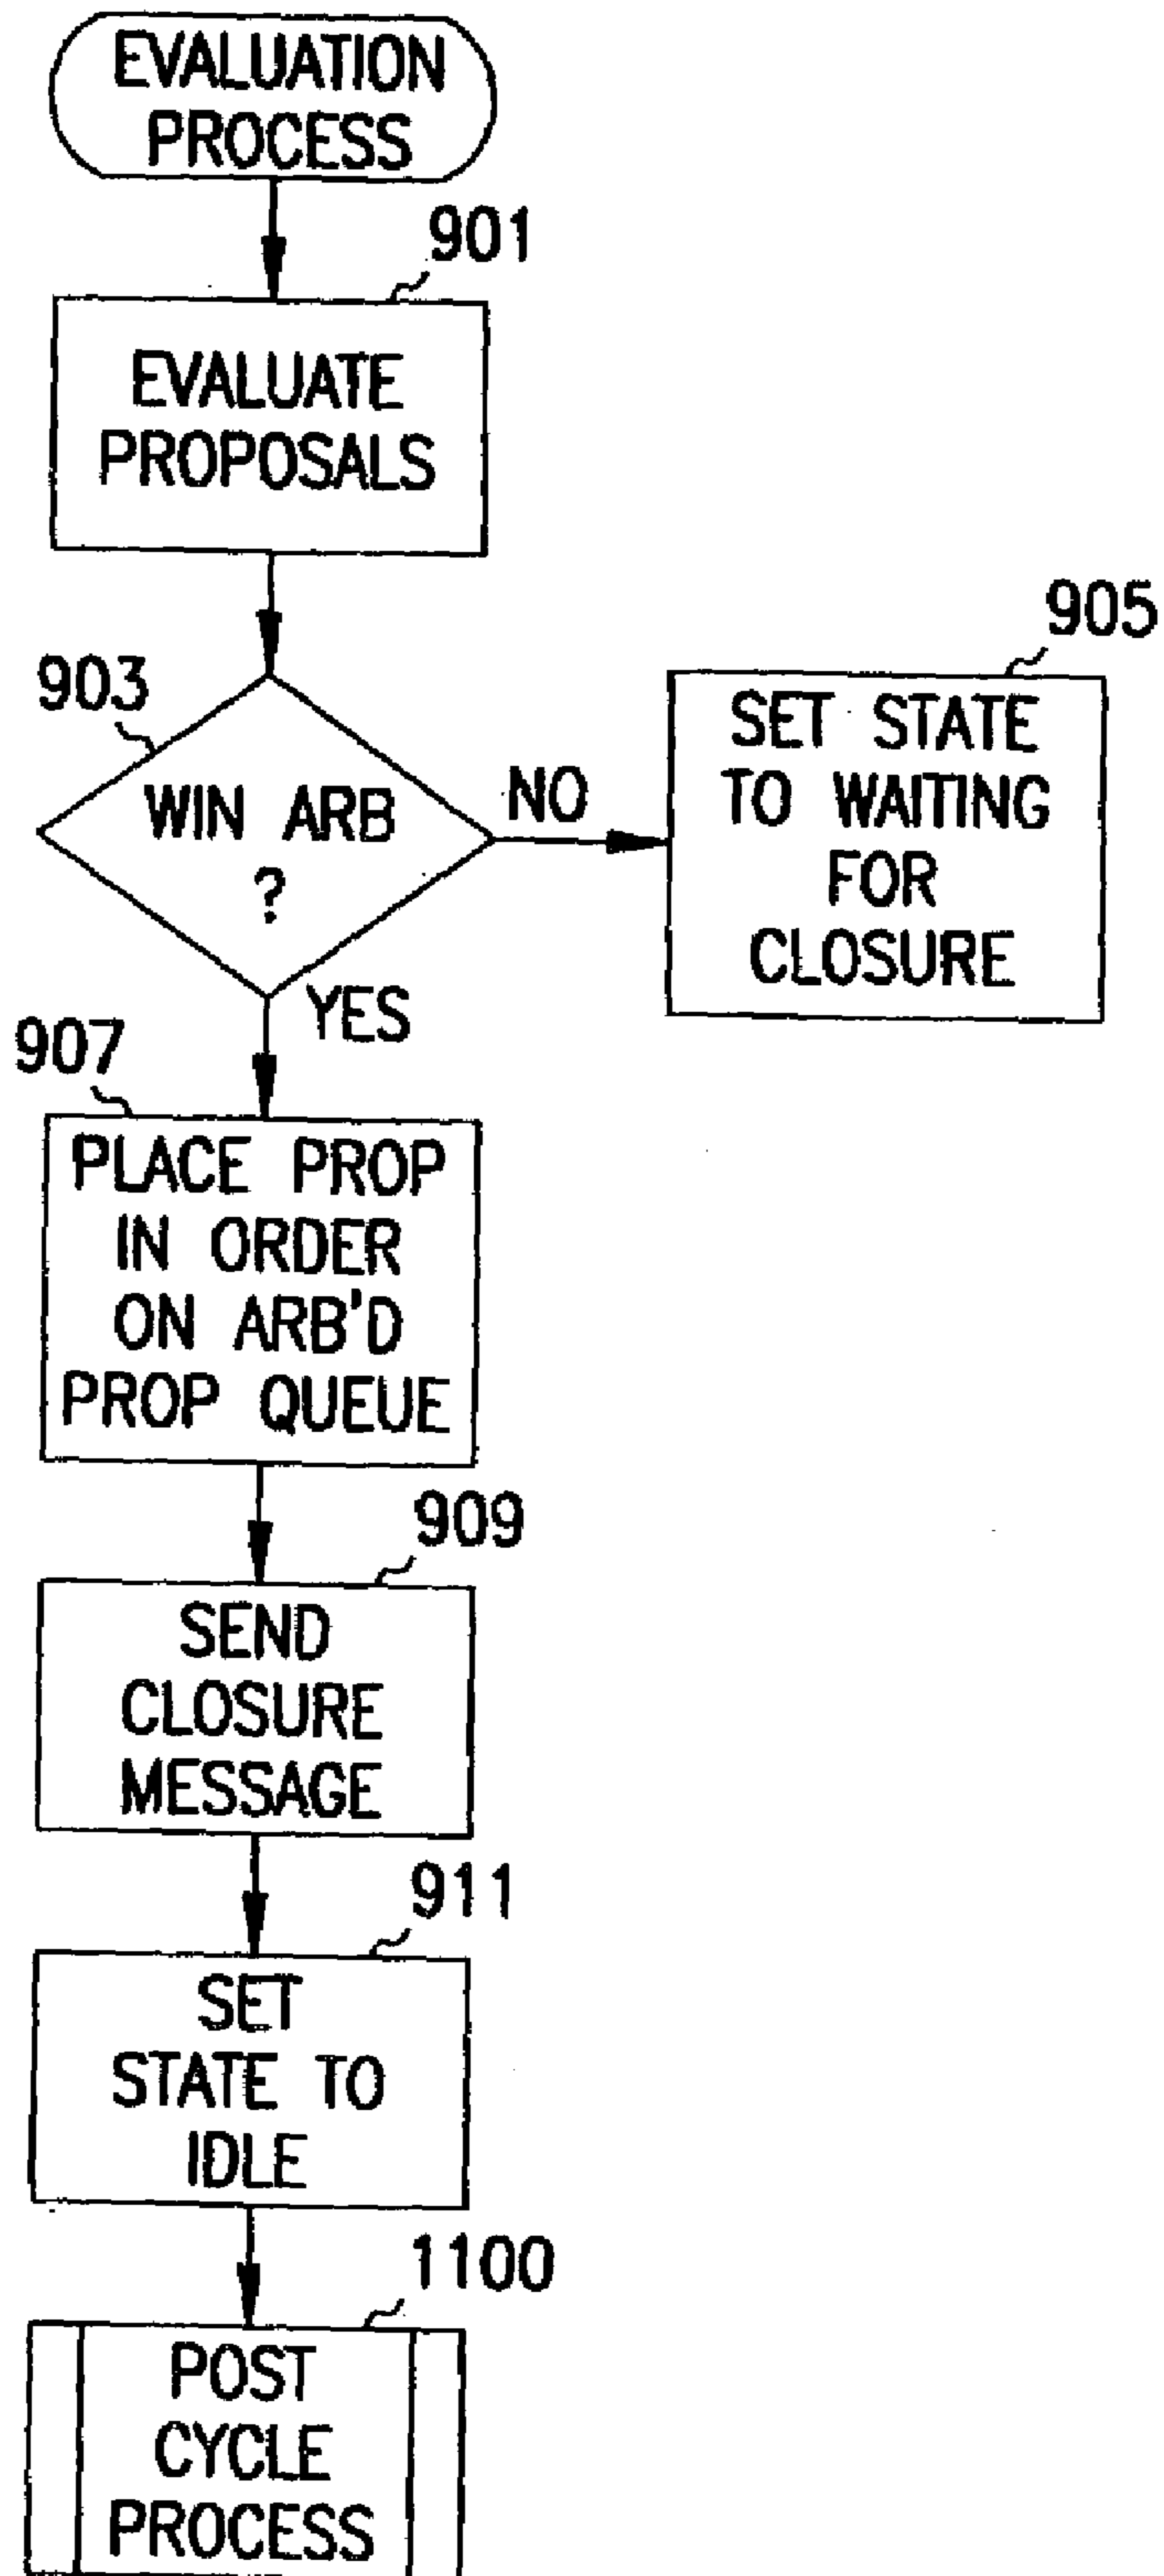 EVALUATION
PROCESS
901
EVALUATE
PROPOSALS
903
WIN ARB
?
NO
905
SET STATE
TO WAITING
FOR
CLOSURE
YES
907
PLACE PROP
IN ORDER
ON ARB'D
PROP QUEUE
909
SEND
CLOSURE
MESSAGE
911
SET
STATE TO
IDLE
1100
POST
CYCLE
PROCESS